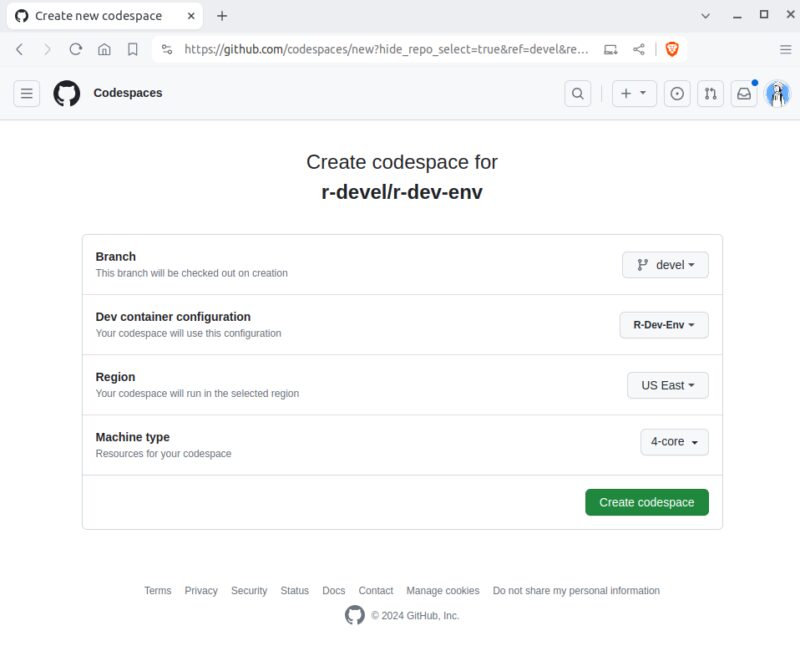 Create new codespace
https://github.com/codespaces/new?hide_repo_select=true&ref=devel&re...
Codespaces
Create codespace for
r-devel/r-dev-env
Branch
This branch will be checked out on creation
devel
Dev container configuration
Your codespace will use this configuration
R-Dev-Env
Region
Your codespace will run in the selected region
US East
Machine type
Resources for your codespace
4-core
Create codespace
Terms Privacy Security Status Docs Contact Manage cookies Do not share my personal information
© 2024 GitHub, Inc.